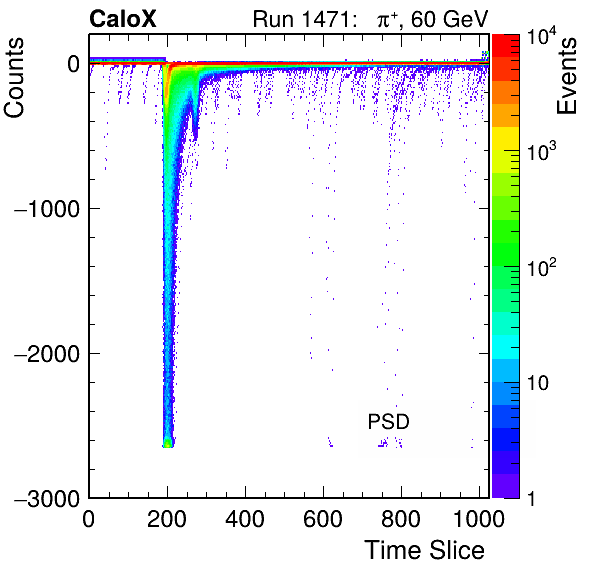 CaloX Run 1471: π⁺, 60 GeV
Counts
Events
0
−1000
−2000
−3000
10⁴
10³
10²
10
1
PSD
0 200 400 600 800 1000
Time Slice